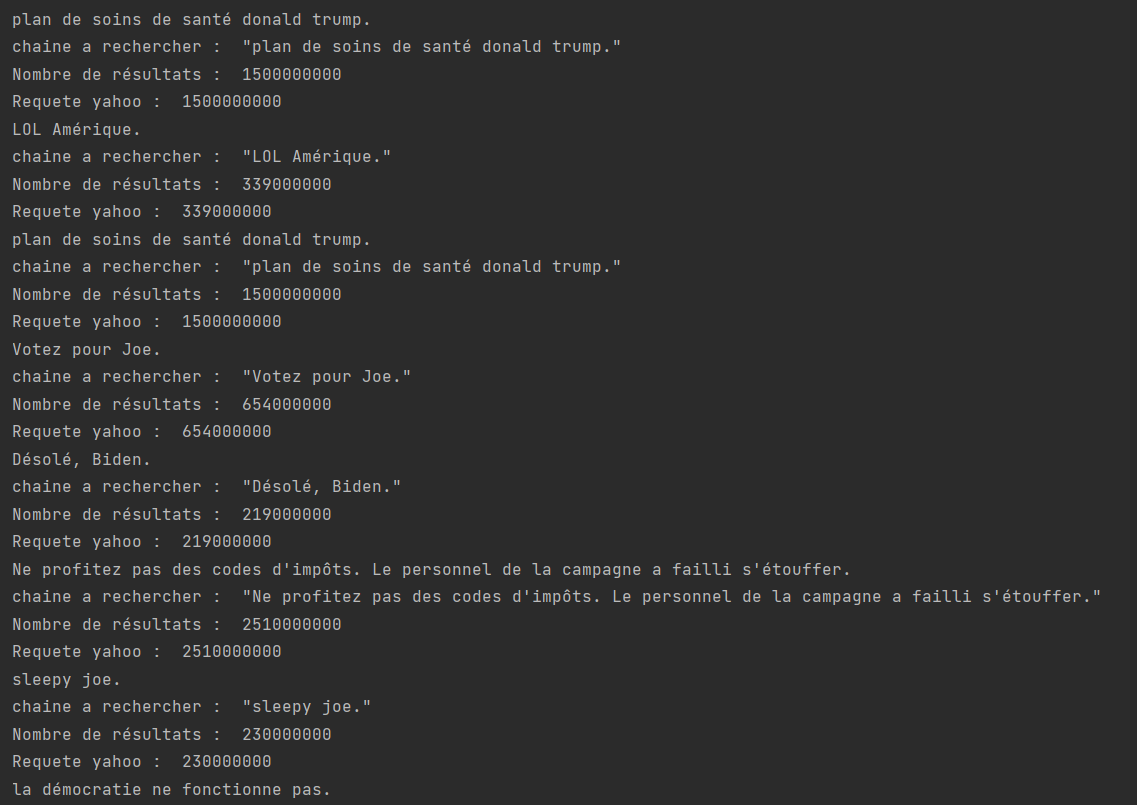 plan de soins de santé donald trump.
chaine a rechercher :  "plan de soins de santé donald trump."
Nombre de résultats :  1500000000
Requete yahoo :  1500000000
LOL Amérique.
chaine a rechercher :  "LOL Amérique."
Nombre de résultats :  339000000
Requete yahoo :  339000000
plan de soins de santé donald trump.
chaine a rechercher :  "plan de soins de santé donald trump."
Nombre de résultats :  1500000000
Requete yahoo :  1500000000
Votez pour Joe.
chaine a rechercher :  "Votez pour Joe."
Nombre de résultats :  654000000
Requete yahoo :  654000000
Désolé, Biden.
chaine a rechercher :  "Désolé, Biden."
Nombre de résultats :  219000000
Requete yahoo :  219000000
Ne profitez pas des codes d'impôts. Le personnel de la campagne a failli s'étouffer.
chaine a rechercher :  "Ne profitez pas des codes d'impôts. Le personnel de la campagne a failli s'étouffer."
Nombre de résultats :  2510000000
Requete yahoo :  2510000000
sleepy joe.
chaine a rechercher :  "sleepy joe."
Nombre de résultats :  230000000
Requete yahoo :  230000000
la démocratie ne fonctionne pas.